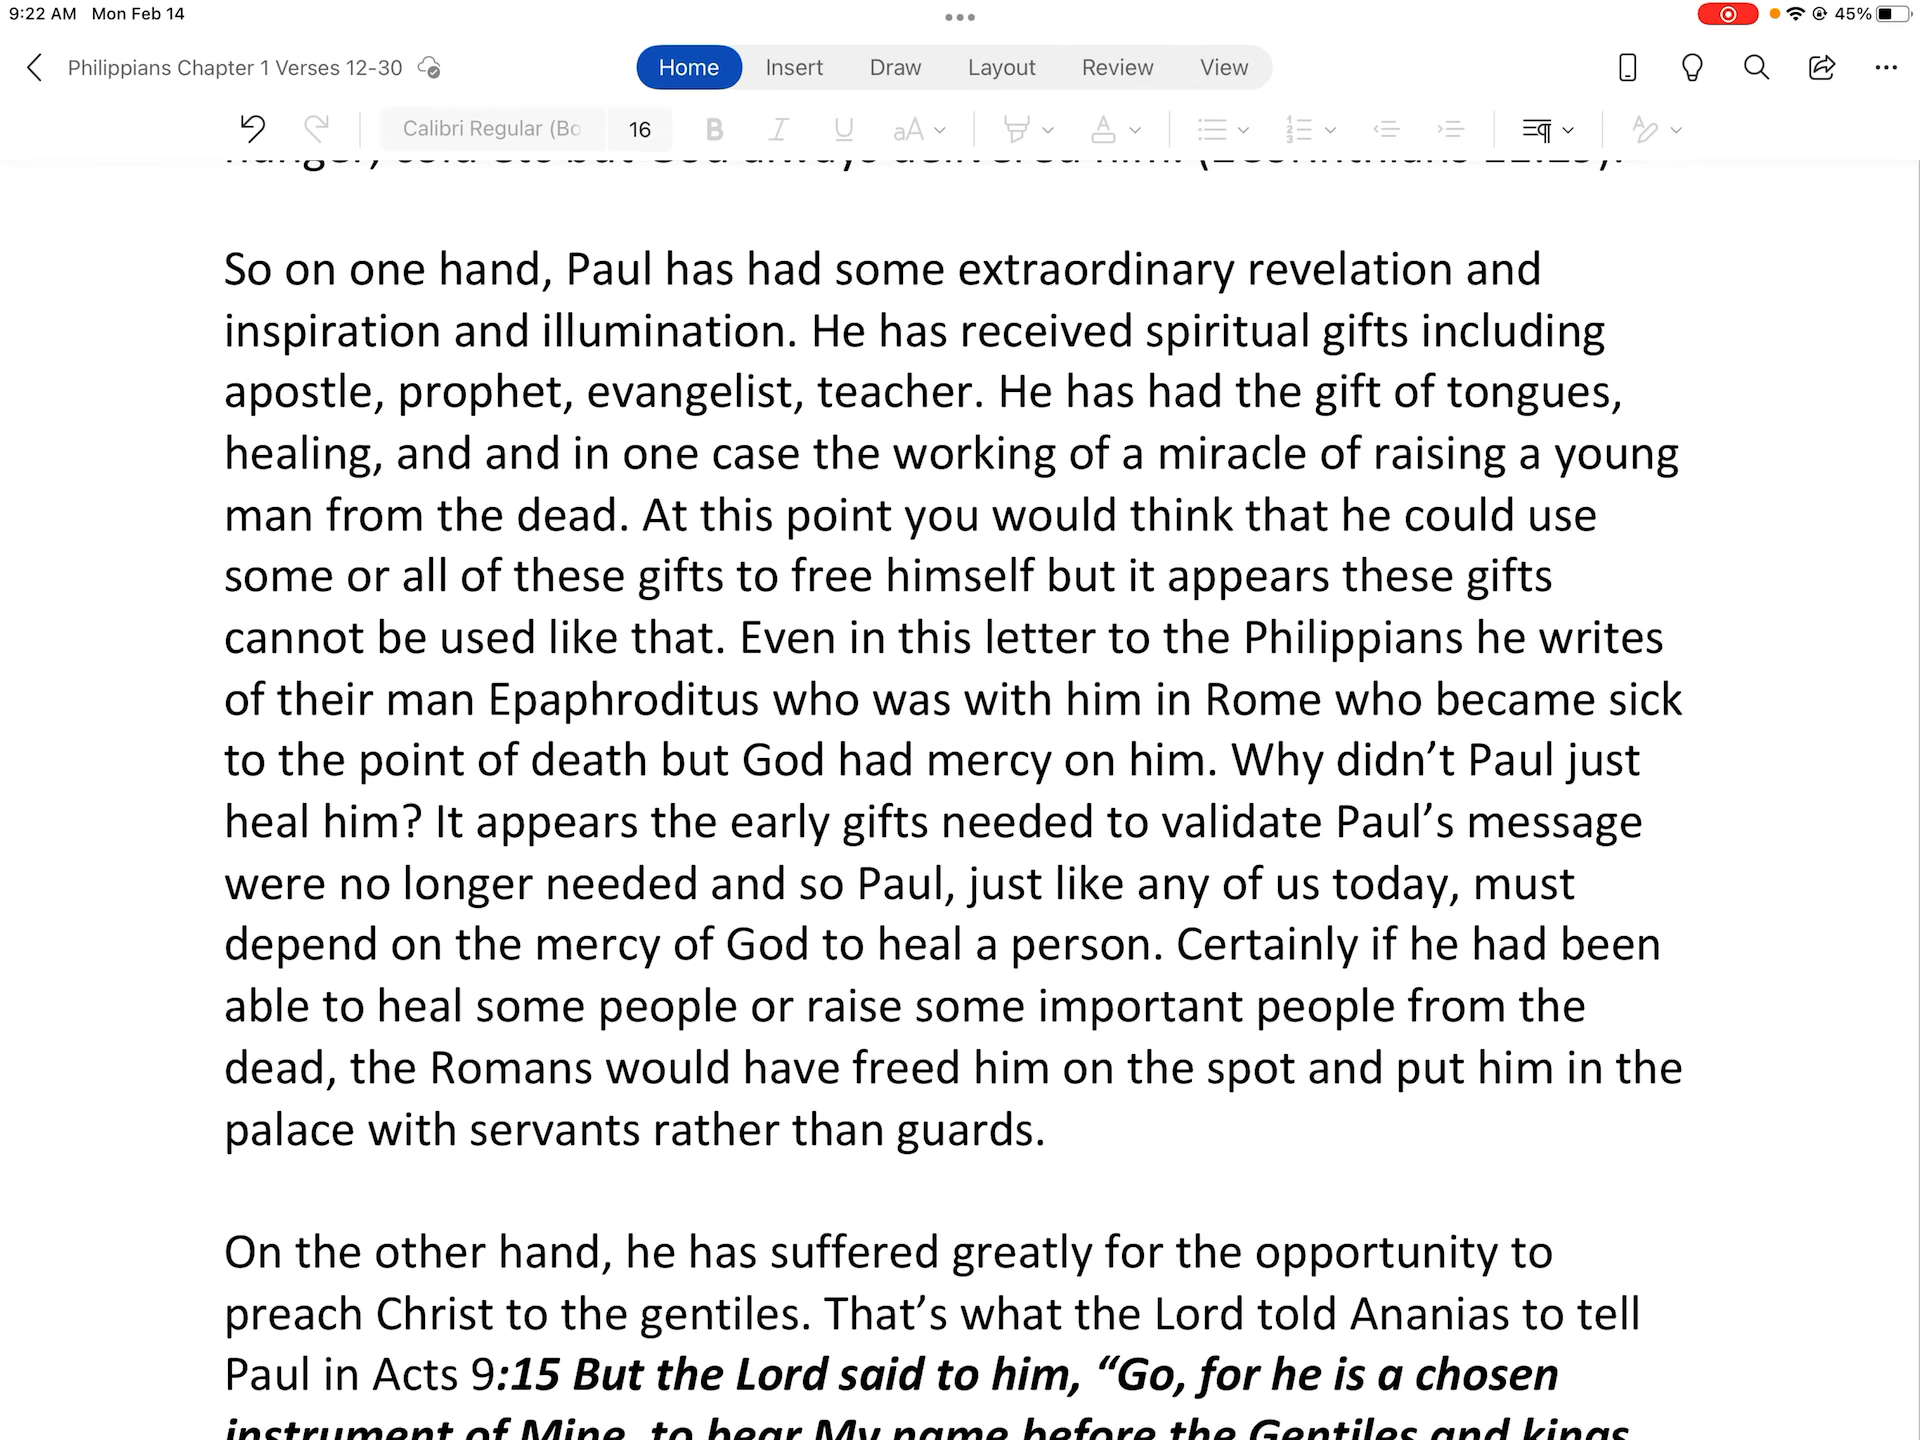 9:22 AM Mon Feb 14
45%
Philippians Chapter 1 Verses 12-30
Home Insert Draw Layout Review View
Calibri Regular (Bo 16 B I U aA A
So on one hand, Paul has had some extraordinary revelation and
inspiration and illumination. He has received spiritual gifts including
apostle, prophet, evangelist, teacher. He has had the gift of tongues,
healing, and and in one case the working of a miracle of raising a young
man from the dead. At this point you would think that he could use
some or all of these gifts to free himself but it appears these gifts
cannot be used like that. Even in this letter to the Philippians he writes
of their man Epaphroditus who was with him in Rome who became sick
to the point of death but God had mercy on him. Why didn’t Paul just
heal him? It appears the early gifts needed to validate Paul’s message
were no longer needed and so Paul, just like any of us today, must
depend on the mercy of God to heal a person. Certainly if he had been
able to heal some people or raise some important people from the
dead, the Romans would have freed him on the spot and put him in the
palace with servants rather than guards.
On the other hand, he has suffered greatly for the opportunity to
preach Christ to the gentiles. That’s what the Lord told Ananias to tell
Paul in Acts 9:15 But the Lord said to him, “Go, for he is a chosen
instrument of Mine, to bear My name before the Gentiles and kings